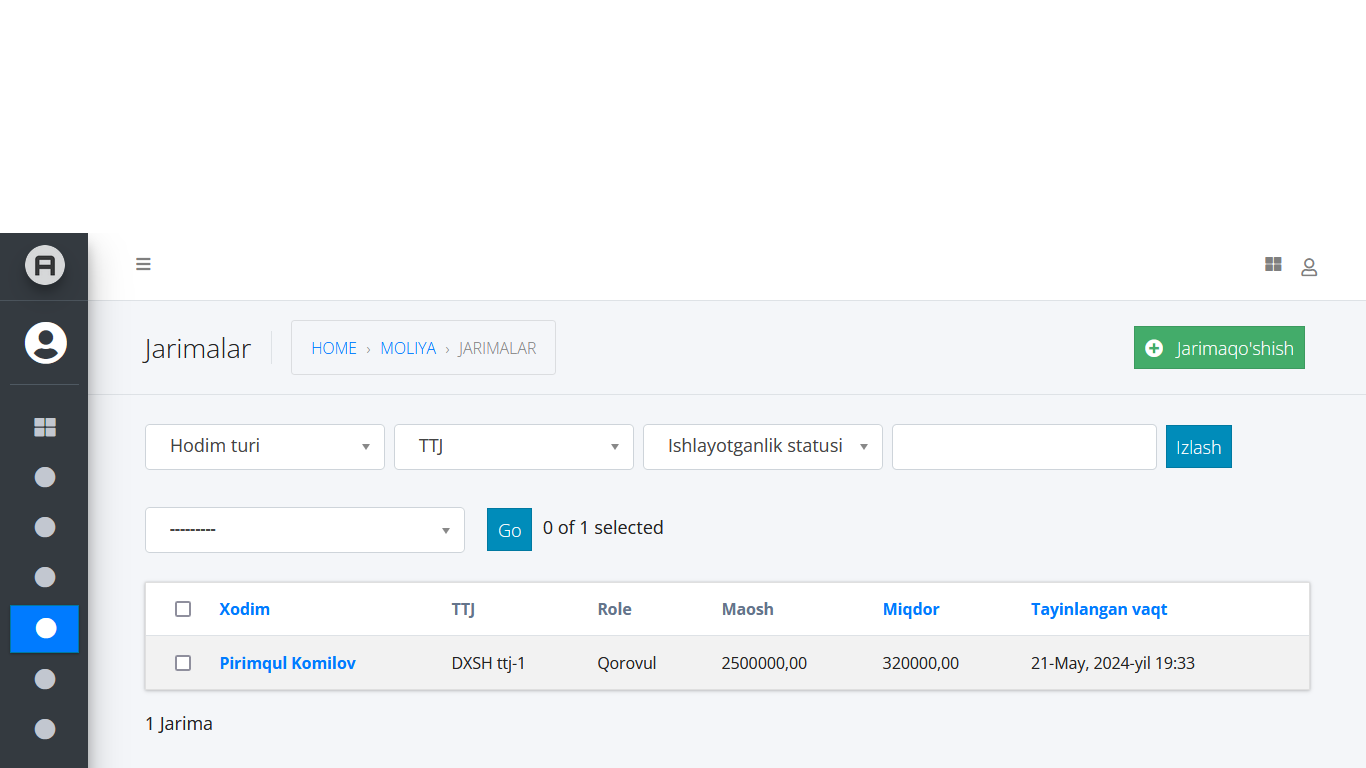 Jarimalar
HOME › MOLIYA › JARIMALAR
Jarimaqo'shish
Hodim turi
TTJ
Ishlayotganlik statusi
Izlash
---------
Go
0 of 1 selected
Xodim TTJ Role Maosh Miqdor Tayinlangan vaqt
Pirimqul Komilov DXSH ttj-1 Qorovul 2500000,00 320000,00 21-May, 2024-yil 19:33
1 Jarima